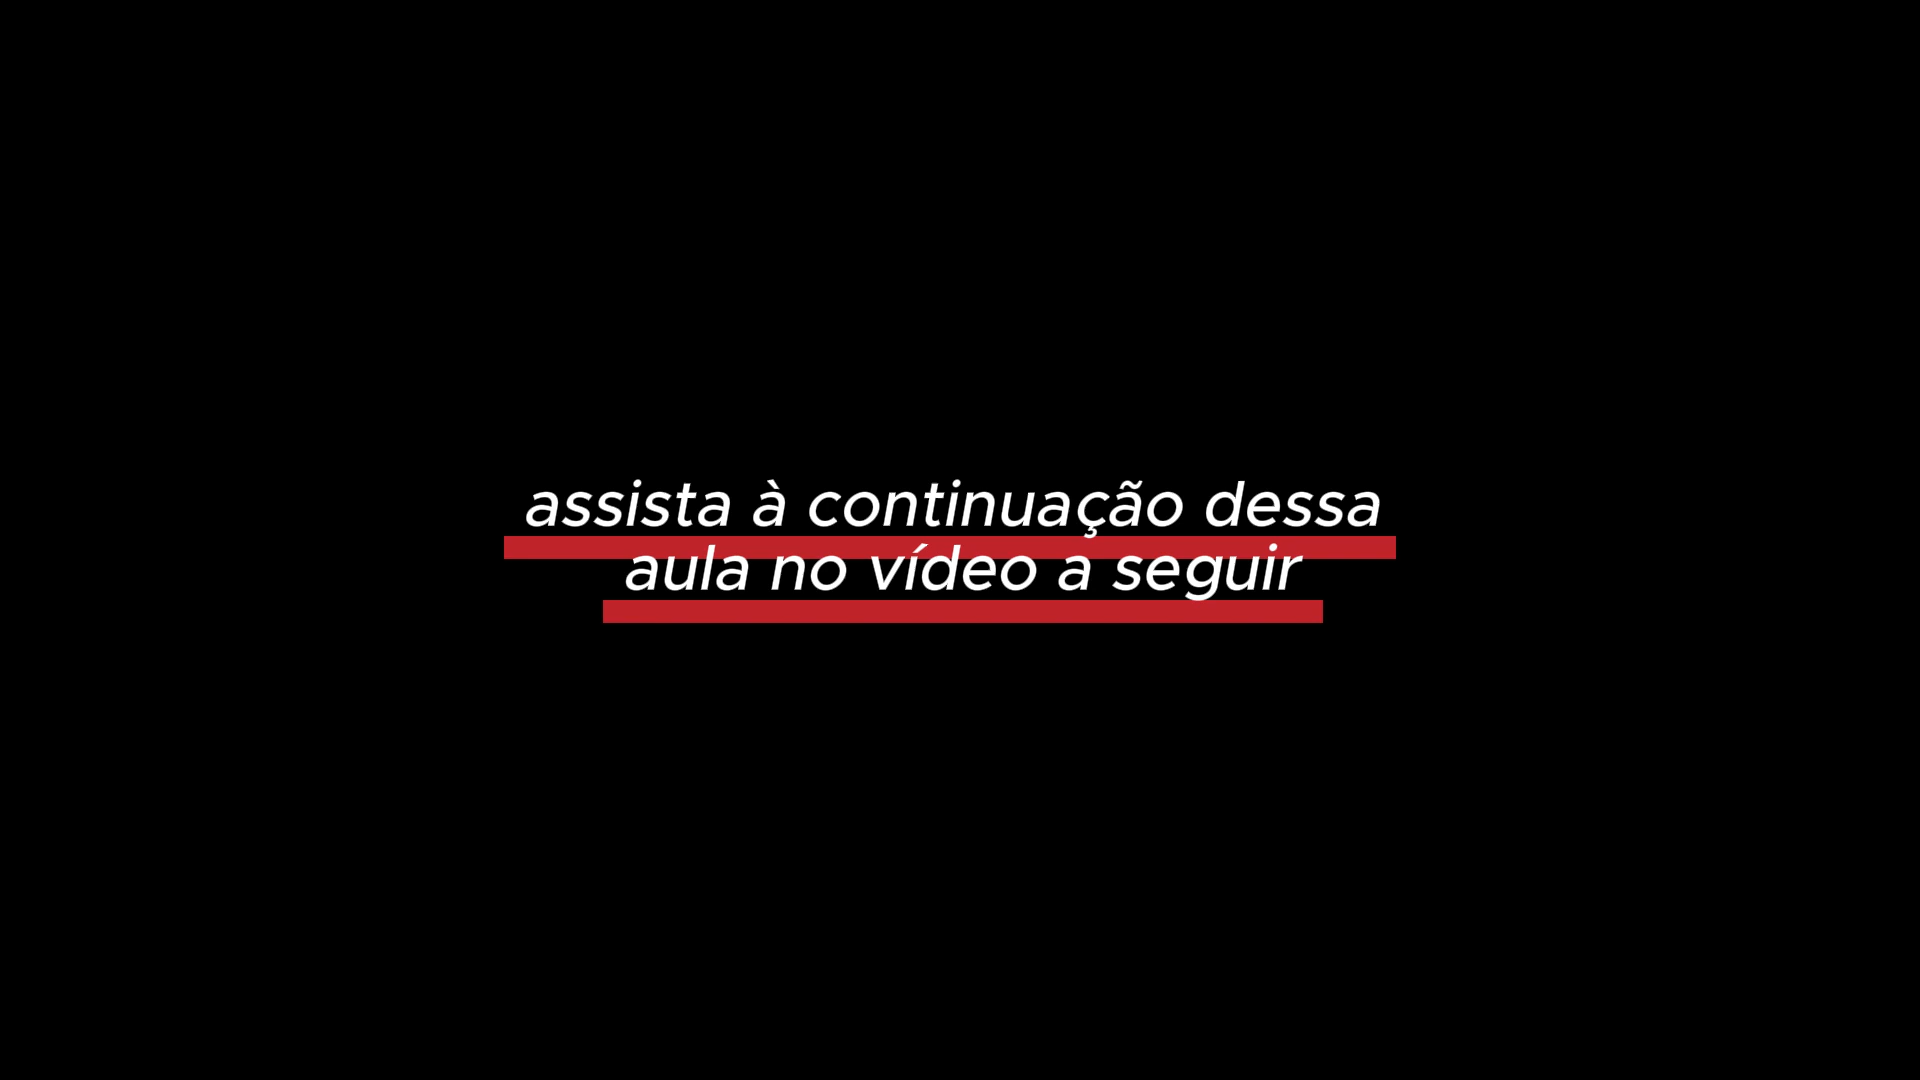 assista à continuação dessa
aula no vídeo a seguir